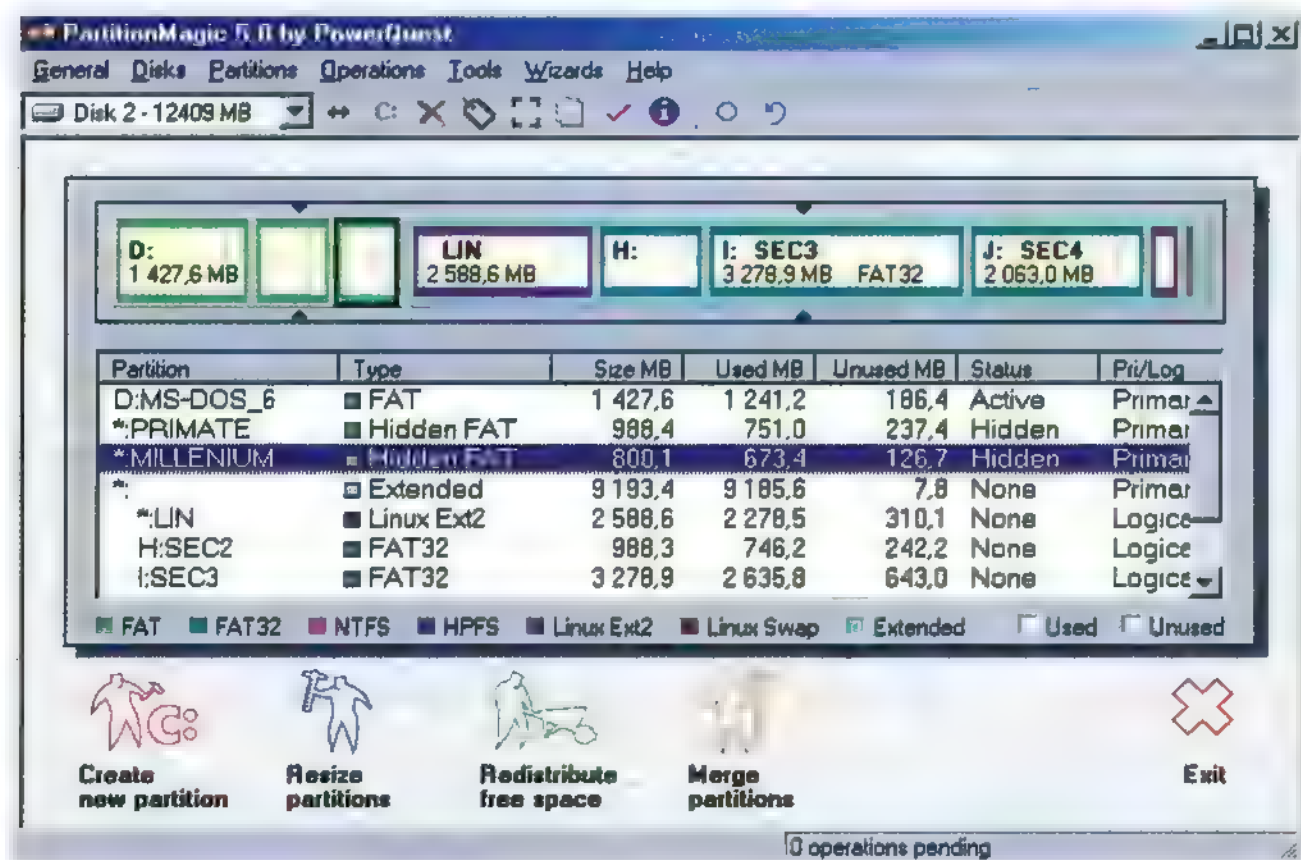 PartitionMagic 5.0 by PowerQuest
General Disks Partitions Operations Tools Wizards Help
Disk 2 - 12409 MB C:
D: LIN H: I: SEC3 J: SEC4
1 427,6 MB 2 588,6 MB 3 278,9 MB FAT32 2 063,0 MB
Partition Type Size MB Used MB Unused MB Status Pri/Log
D:MS-DOS_6 FAT 1 427,6 1 241,2 186,4 Active Primar
*:PRIMATE Hidden FAT 988,4 751,0 237,4 Hidden Primar
*:MILLENIUM Hidden FAT 800,1 673,4 126,7 Hidden Primar
*: Extended 9 193,4 9 185,6 7,8 None Primar
*:LIN Linux Ext2 2 588,6 2 278,5 310,1 None Logica
H:SEC2 FAT32 988,3 746,2 242,2 None Logica
I:SEC3 FAT32 3 278,9 2 635,8 643,0 None Logica
FAT FAT32 NTFS HPFS Linux Ext2 Linux Swap Extended Used Unused
C:
Create new partition
Resize partitions
Redistribute free space
Merge partitions
Exit
0 operations pending